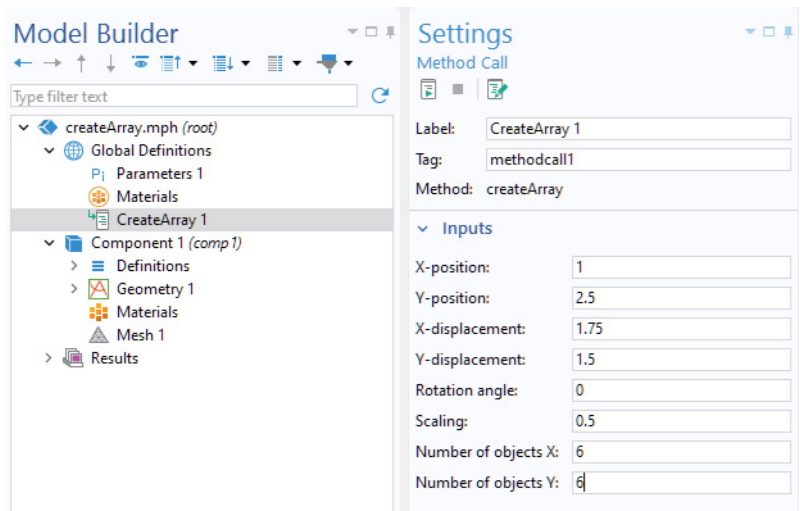 Model Builder
Type filter text
createArray.mph (root)
Global Definitions
Pi Parameters 1
Materials
CreateArray 1
Component 1 (comp1)
Definitions
Geometry 1
Materials
Mesh 1
Results
Settings
Method Call
Label: CreateArray 1
Tag: methodcall1
Method: createArray
Inputs
X-position: 1
Y-position: 2.5
X-displacement: 1.75
Y-displacement: 1.5
Rotation angle: 0
Scaling: 0.5
Number of objects X: 6
Number of objects Y: 6